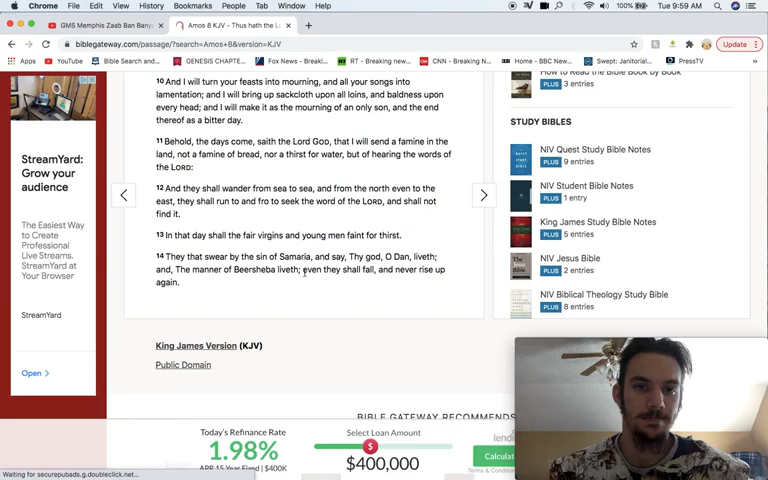 Chrome File Edit View History Bookmarks People Tab Window Help 100% Tue 9:59 AM
GMS Memphis Zaab Ban Banya
Amos 8 KJV - Thus hath the Lo
biblegateway.com/passage/?search=Amos+8&version=KJV
Update
Apps YouTube Bible Search and GENESIS CHAPTE... BREAKING NEWS... RT - Breaking new... CNN - Breaking N... Home - BBC News Swept: Janitorial... PressTV
10 And I will turn your feasts into mourning, and all your songs into
lamentation; and I will bring up sackcloth upon all loins, and baldness upon
every head; and I will make it as the mourning of an only son, and the end
thereof as a bitter day.
11 Behold, the days come, saith the Lord GOD, that I will send a famine in the
land, not a famine of bread, nor a thirst for water, but of hearing the words of
the LORD:
12 And they shall wander from sea to sea, and from the north even to the
east, they shall run to and fro to seek the word of the LORD, and shall not
find it.
13 In that day shall the fair virgins and young men faint for thirst.
14 They that swear by the sin of Samaria, and say, Thy god, O Dan, liveth;
and, The manner of Beersheba liveth; even they shall fall, and never rise up
again.
King James Version (KJV)
Public Domain
StreamYard:
Grow your
audience
The Easiest Way
to Create
Professional
Live Streams.
StreamYard at
Your Browser
StreamYard
Open
How to Read the Bible Book by Book
PLUS 3 entries
STUDY BIBLES
NIV Quest Study Bible Notes
PLUS 9 entries
NIV Student Bible Notes
PLUS 1 entry
King James Study Bible Notes
PLUS 5 entries
NIV Jesus Bible
PLUS 2 entries
NIV Biblical Theology Study Bible
PLUS 8 entries
BIBLE GATEWAY RECOMMENDS
Today's Refinance Rate
1.98%
APR 15 Year Fixed | $400K
Select Loan Amount
$
$400,000
Calculat
Terms & Condition
Waiting for securepubads.g.doubleclick.net...